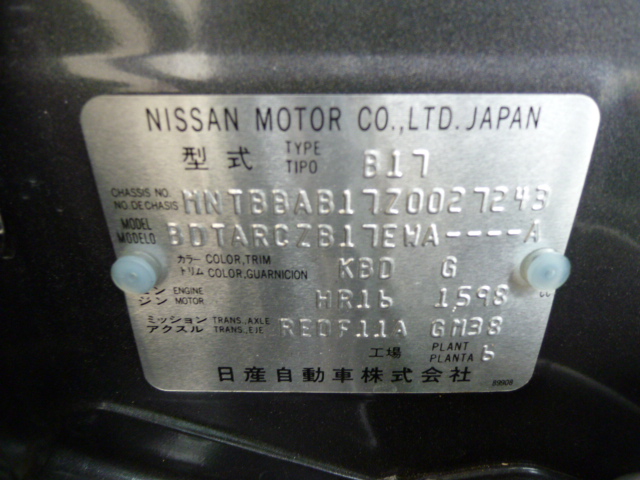 NISSAN MOTOR CO.,LTD. JAPAN
型式 TYPE TIPO B17
CHASSIS NO. NO. DE CHASIS MNTBBAB17Z0027243
MODEL MODELO BDTARCZB17EWA----A
カラー COLOR,TRIM
トリム COLOR,GUARNICION KBD G
エンジン ENGINE MOTOR HR16 1,598 cc
ミッション TRANS.,AXLE
アクスル TRANS.,EJE RE0F11A GM38
工場 PLANT PLANTA 6
日産自動車株式会社 99908